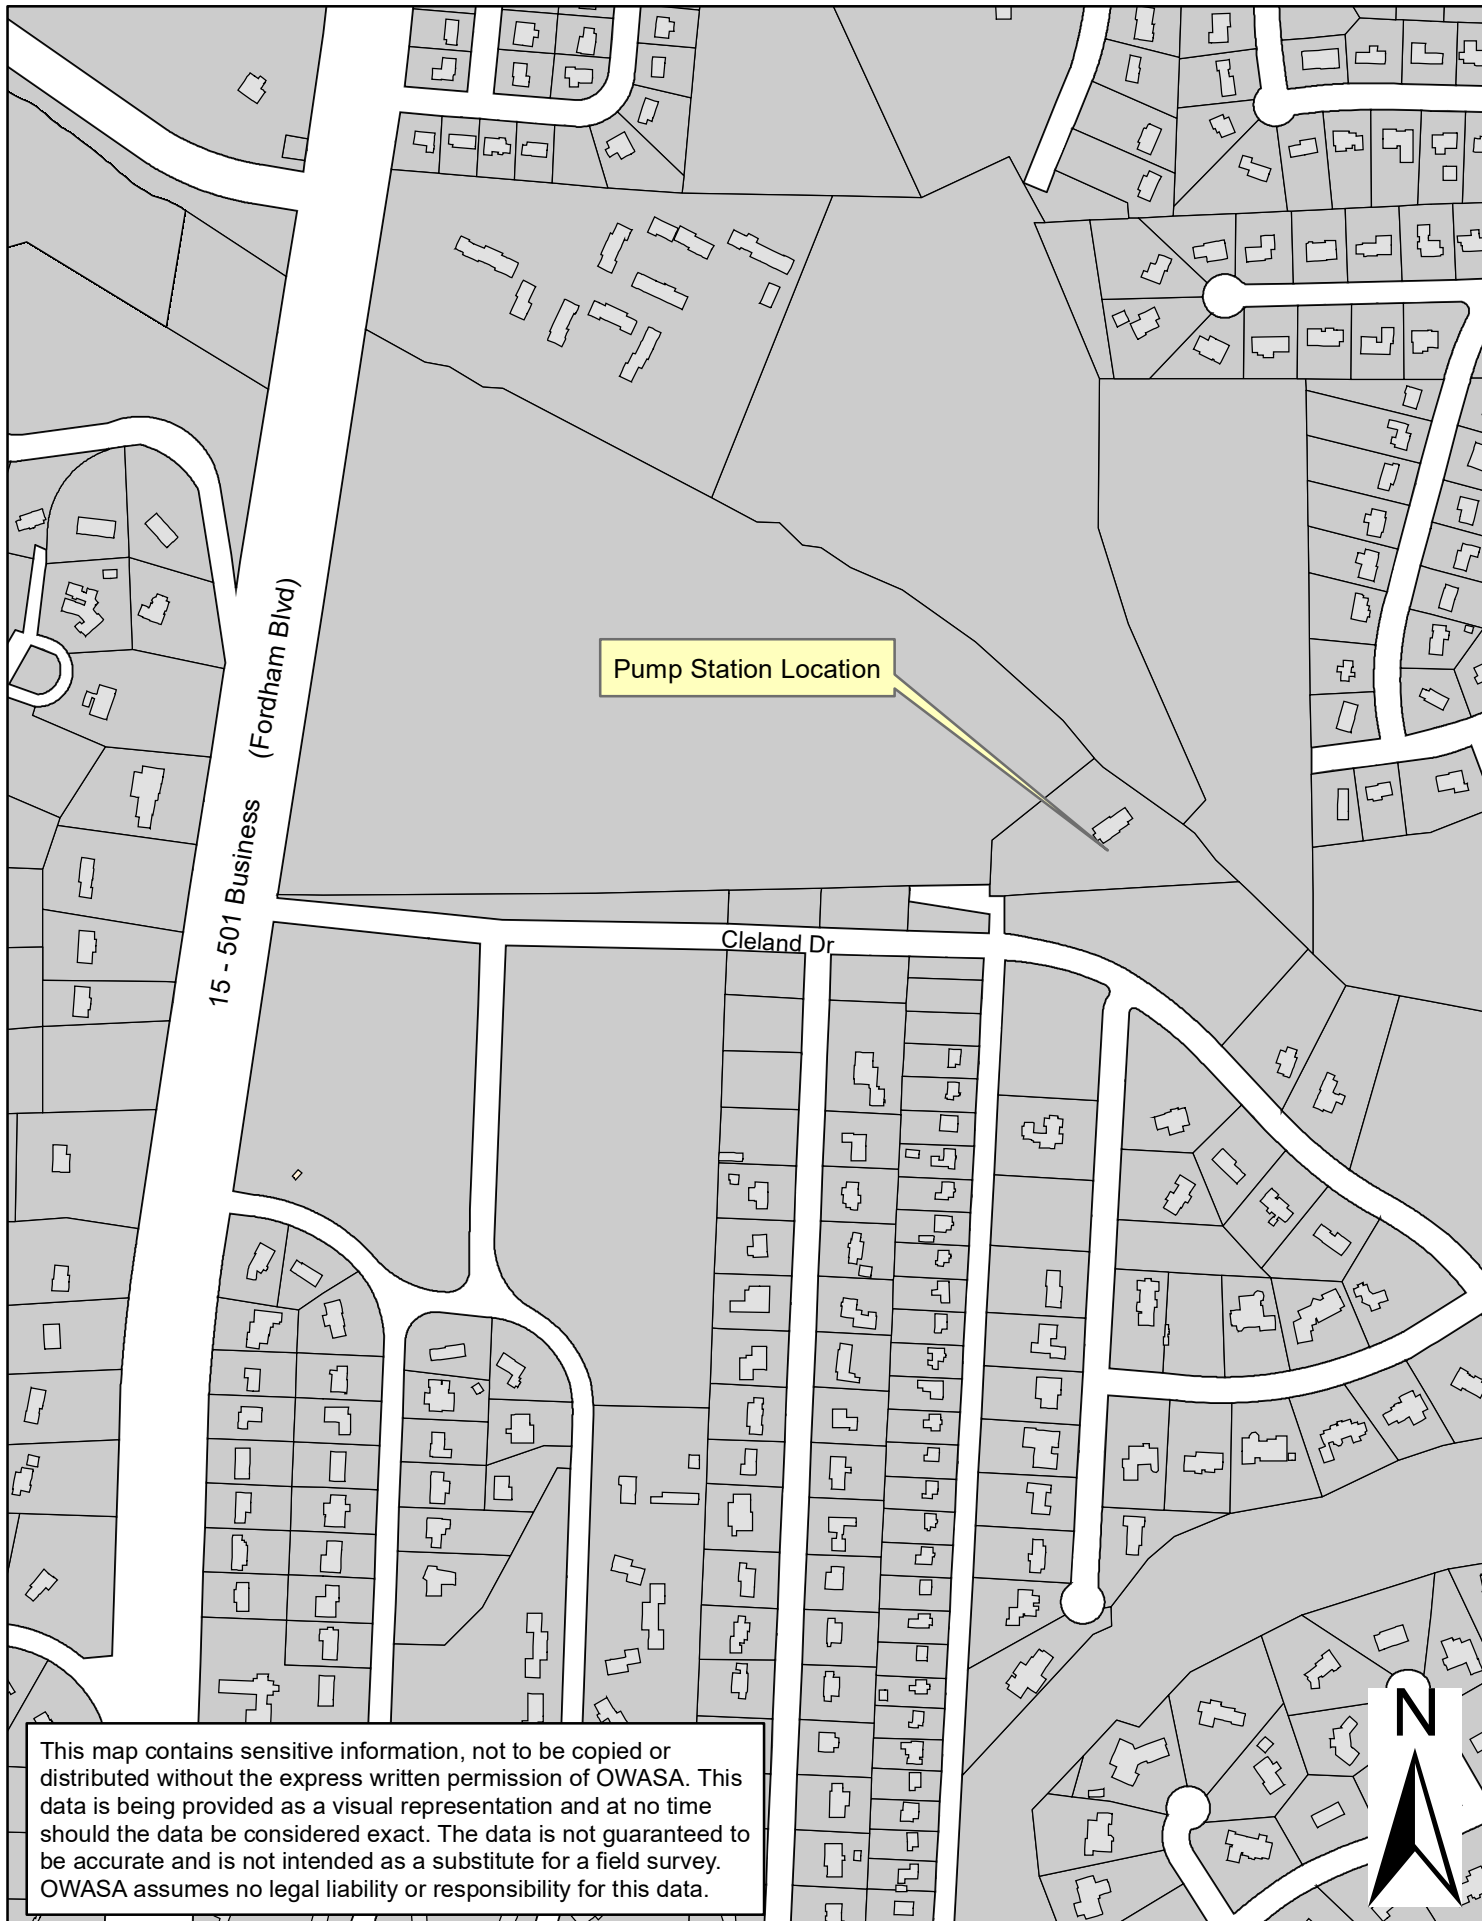 (Fordham Blvd)
Pump Station Location
15 - 501 Business
Cleland Dr
N
This map contains sensitive information, not to be copied or
distributed without the express written permission of OWASA. This
data is being provided as a visual representation and at no time
should the data be considered exact. The data is not guaranteed to
be accurate and is not intended as a substitute for a field survey.
OWASA assumes no legal liability or responsibility for this data.